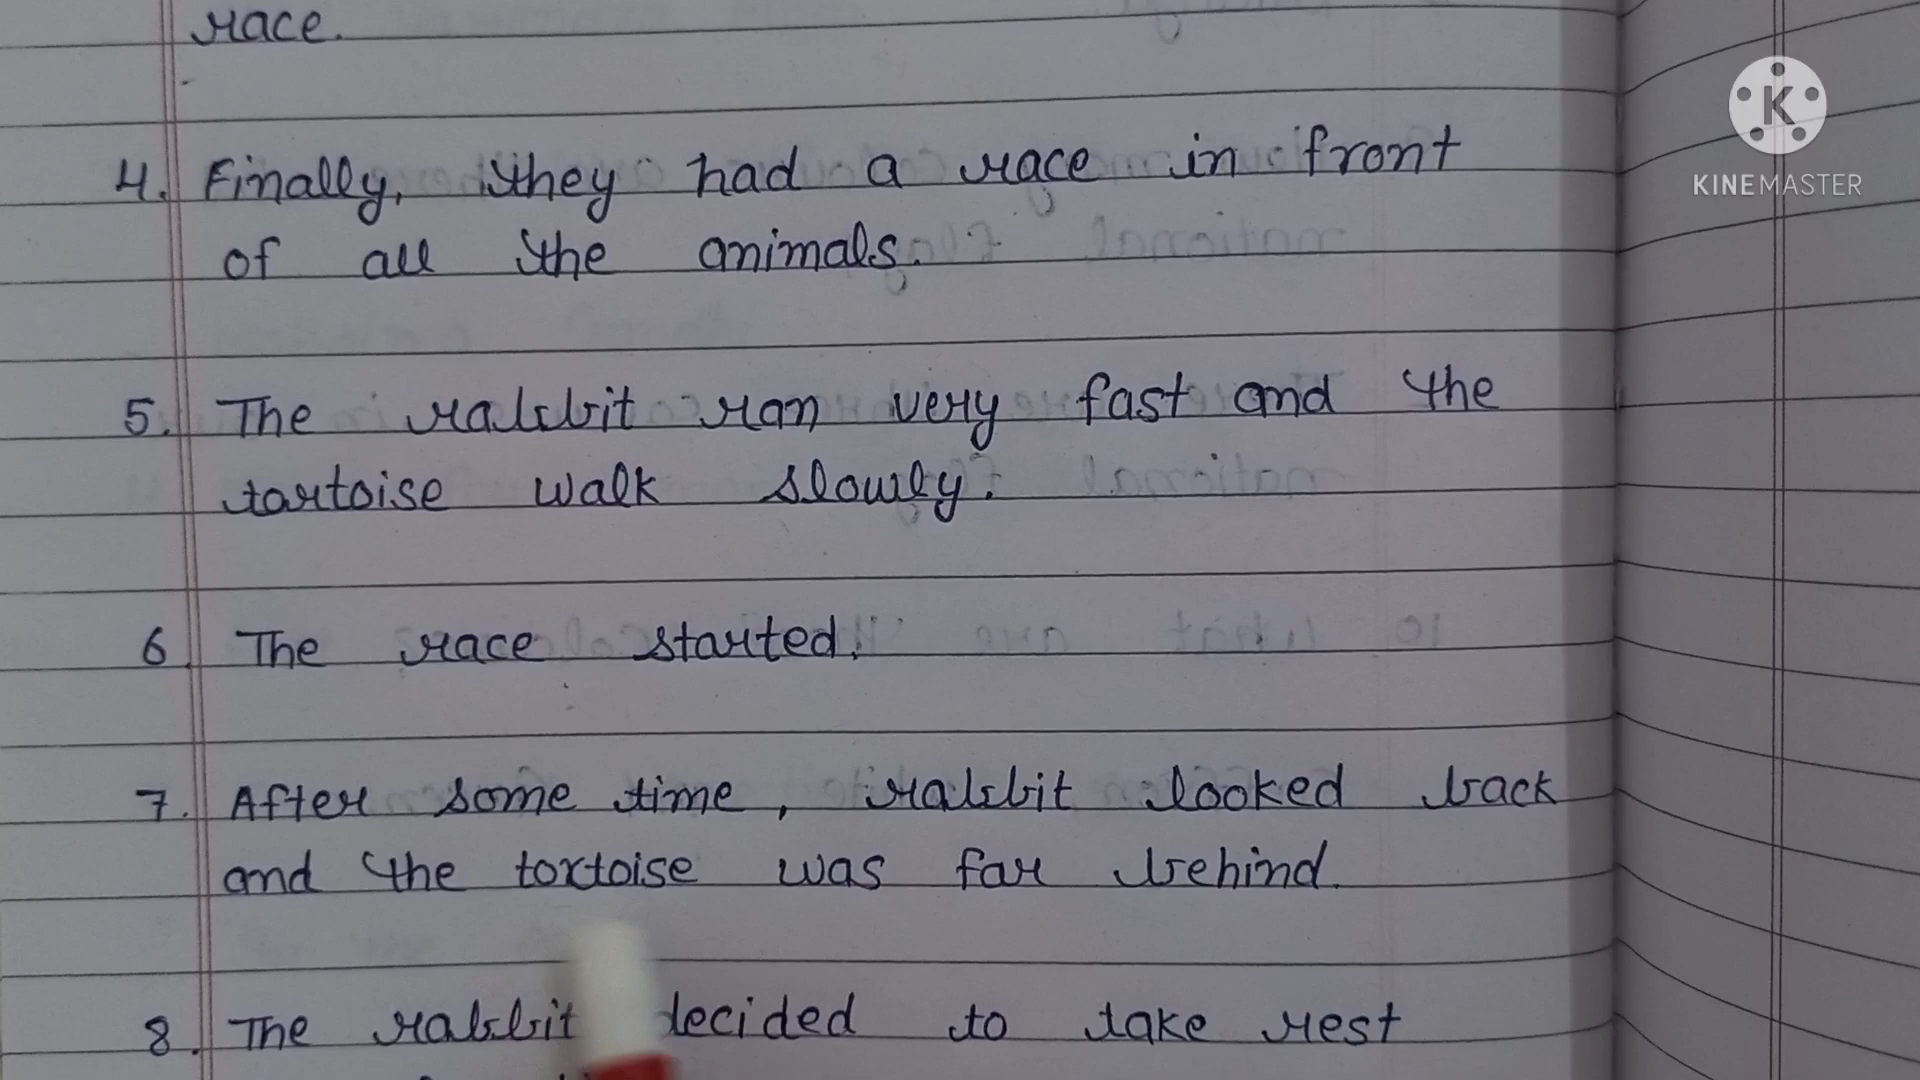 race.
4. Finally, they had a race in front
of all the animals.
5. The rabbit ran very fast and the
tartoise walk slowly.
6. The race started.
7. After some time, rabbit looked back
and the tortoise was far behind.
8. The rabbit decided to take rest
KINEMASTER